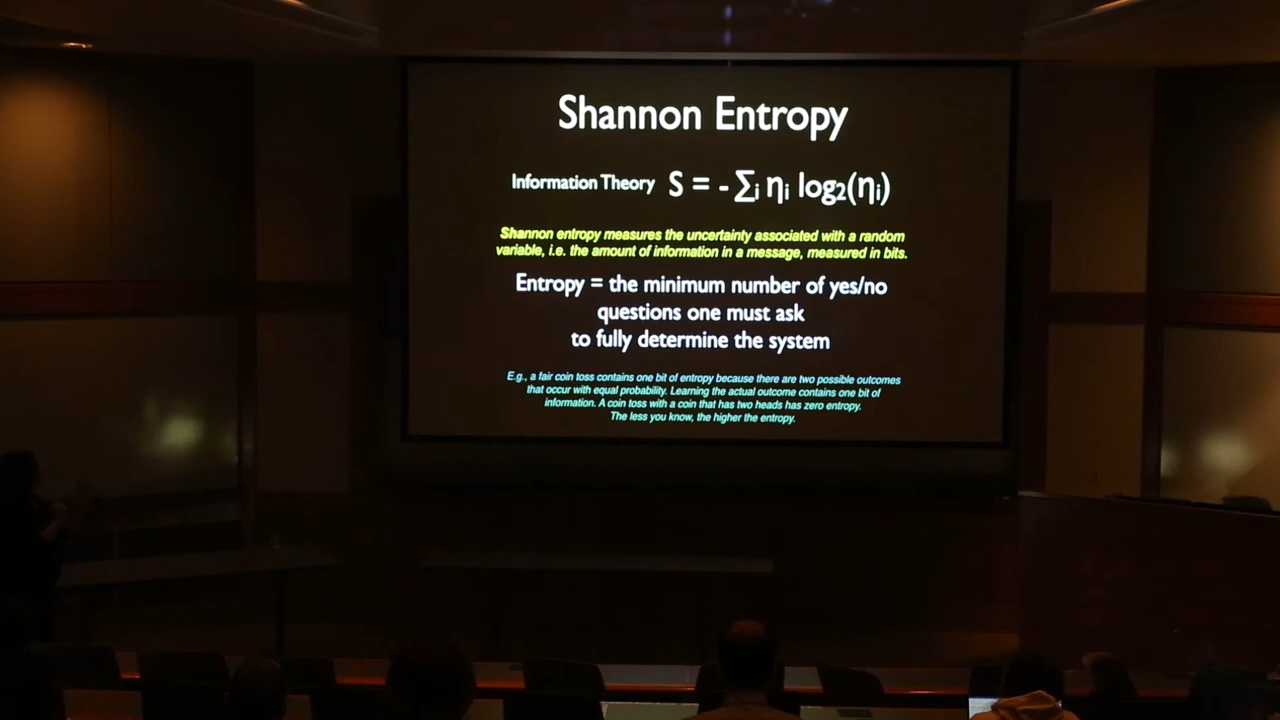 Shannon Entropy
Information Theory S = - ∑i ηi log2(ηi)
Shannon entropy measures the uncertainty associated with a random
variable, i.e. the amount of information in a message, measured in bits.
Entropy = the minimum number of yes/no
questions one must ask
to fully determine the system
E.g., a fair coin toss contains one bit of entropy because there are two possible outcomes
that occur with equal probability. Learning the actual outcome contains one bit of
information. A coin toss with a coin that has two heads has zero entropy.
The less you know, the higher the entropy.